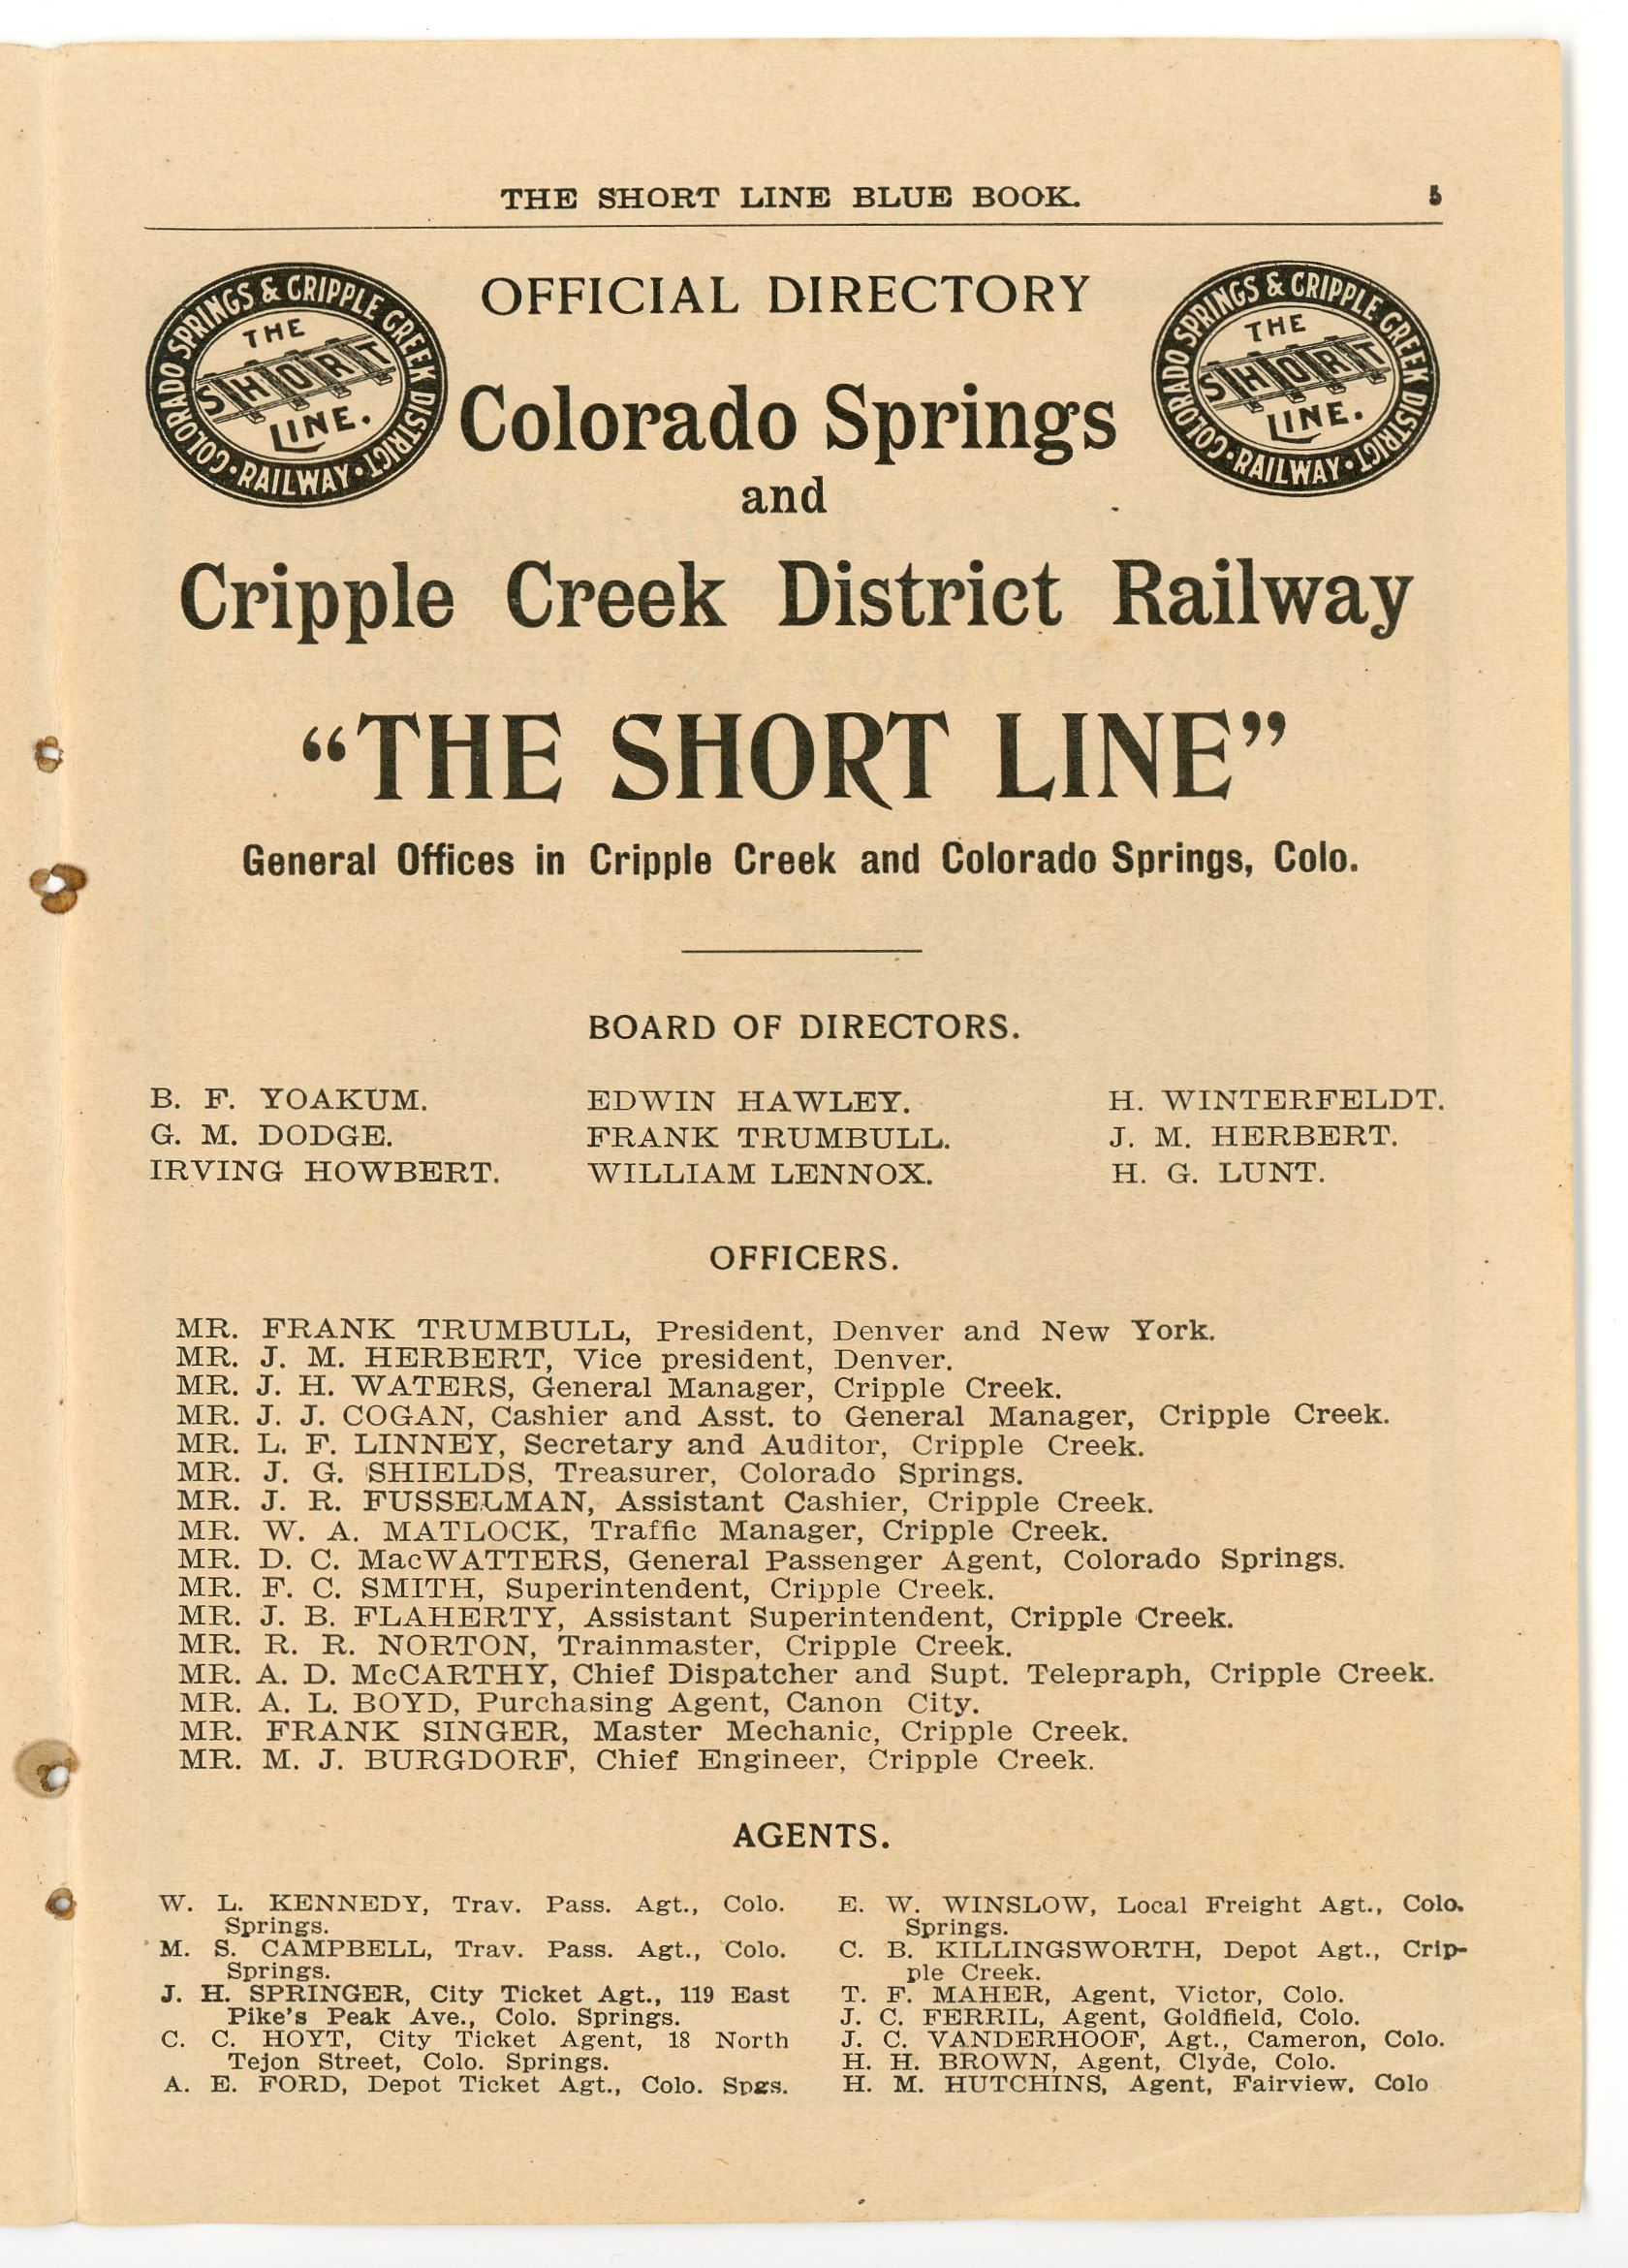 THE SHORT LINE BLUE BOOK. 5
COLORADO SPRINGS & CRIPPLE CREEK DISTRICT
THE
SHORT
LINE.
• RAILWAY •
OFFICIAL DIRECTORY
COLORADO SPRINGS & CRIPPLE CREEK DISTRICT
THE
SHORT
LINE.
• RAILWAY •
Colorado Springs
and
Cripple Creek District Railway
“THE SHORT LINE”
General Offices in Cripple Creek and Colorado Springs, Colo.
BOARD OF DIRECTORS.
B. F. YOAKUM. EDWIN HAWLEY. H. WINTERFELDT.
G. M. DODGE. FRANK TRUMBULL. J. M. HERBERT.
IRVING HOWBERT. WILLIAM LENNOX. H. G. LUNT.
OFFICERS.
MR. FRANK TRUMBULL, President, Denver and New York.
MR. J. M. HERBERT, Vice president, Denver.
MR. J. H. WATERS, General Manager, Cripple Creek.
MR. J. J. COGAN, Cashier and Asst. to General Manager, Cripple Creek.
MR. L. F. LINNEY, Secretary and Auditor, Cripple Creek.
MR. J. G. SHIELDS, Treasurer, Colorado Springs.
MR. J. R. FUSSELMAN, Assistant Cashier, Cripple Creek.
MR. W. A. MATLOCK, Traffic Manager, Cripple Creek.
MR. D. C. MacWATTERS, General Passenger Agent, Colorado Springs.
MR. F. C. SMITH, Superintendent, Cripple Creek.
MR. J. B. FLAHERTY, Assistant Superintendent, Cripple Creek.
MR. R. R. NORTON, Trainmaster, Cripple Creek.
MR. A. D. McCARTHY, Chief Dispatcher and Supt. Telepraph, Cripple Creek.
MR. A. L. BOYD, Purchasing Agent, Canon City.
MR. FRANK SINGER, Master Mechanic, Cripple Creek.
MR. M. J. BURGDORF, Chief Engineer, Cripple Creek.
AGENTS.
W. L. KENNEDY, Trav. Pass. Agt., Colo.
Springs.
M. S. CAMPBELL, Trav. Pass. Agt., Colo.
Springs.
J. H. SPRINGER, City Ticket Agt., 119 East
Pike's Peak Ave., Colo. Springs.
C. C. HOYT, City Ticket Agent, 18 North
Tejon Street, Colo. Springs.
A. E. FORD, Depot Ticket Agt., Colo. Spgs.
E. W. WINSLOW, Local Freight Agt., Colo.
Springs.
C. B. KILLINGSWORTH, Depot Agt., Crip-
ple Creek.
T. F. MAHER, Agent, Victor, Colo.
J. C. FERRIL, Agent, Goldfield, Colo.
J. C. VANDERHOOF, Agt., Cameron, Colo.
H. H. BROWN, Agent, Clyde, Colo.
H. M. HUTCHINS, Agent, Fairview, Colo